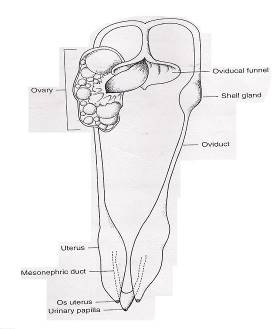 Oviducal funnel
Ovary
Shell gland
Oviduct
Uterus
Mesonephric duct
Os uterus
Urinary papilla